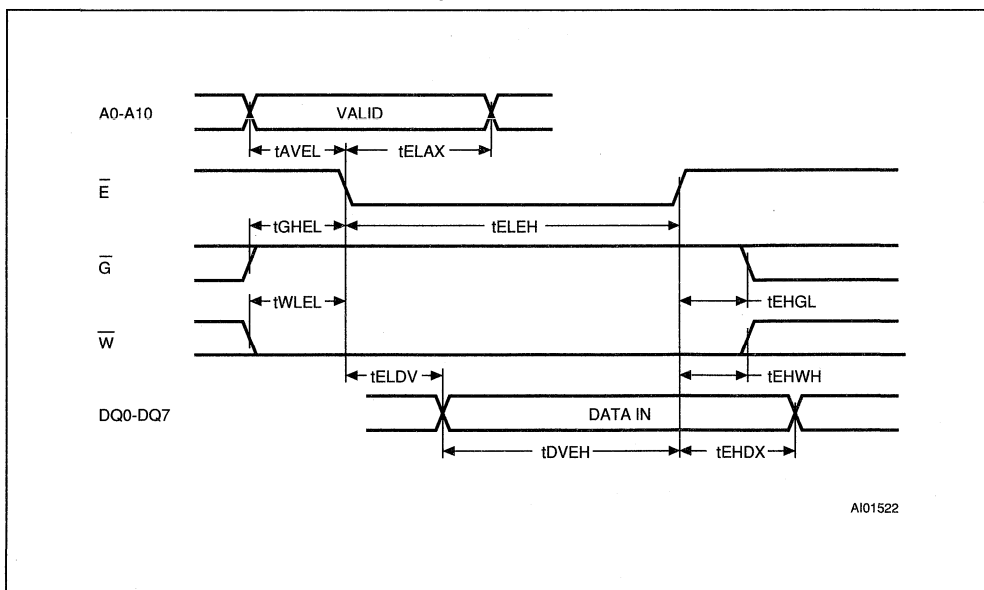 A0-A10
VALID
tAVEL
tELAX
E
tGHEL
tELEH
G
tWLEL
tEHGL
W
tELDV
tEHWH
DQ0-DQ7
DATA IN
tDVEH
tEHDX
AI01522